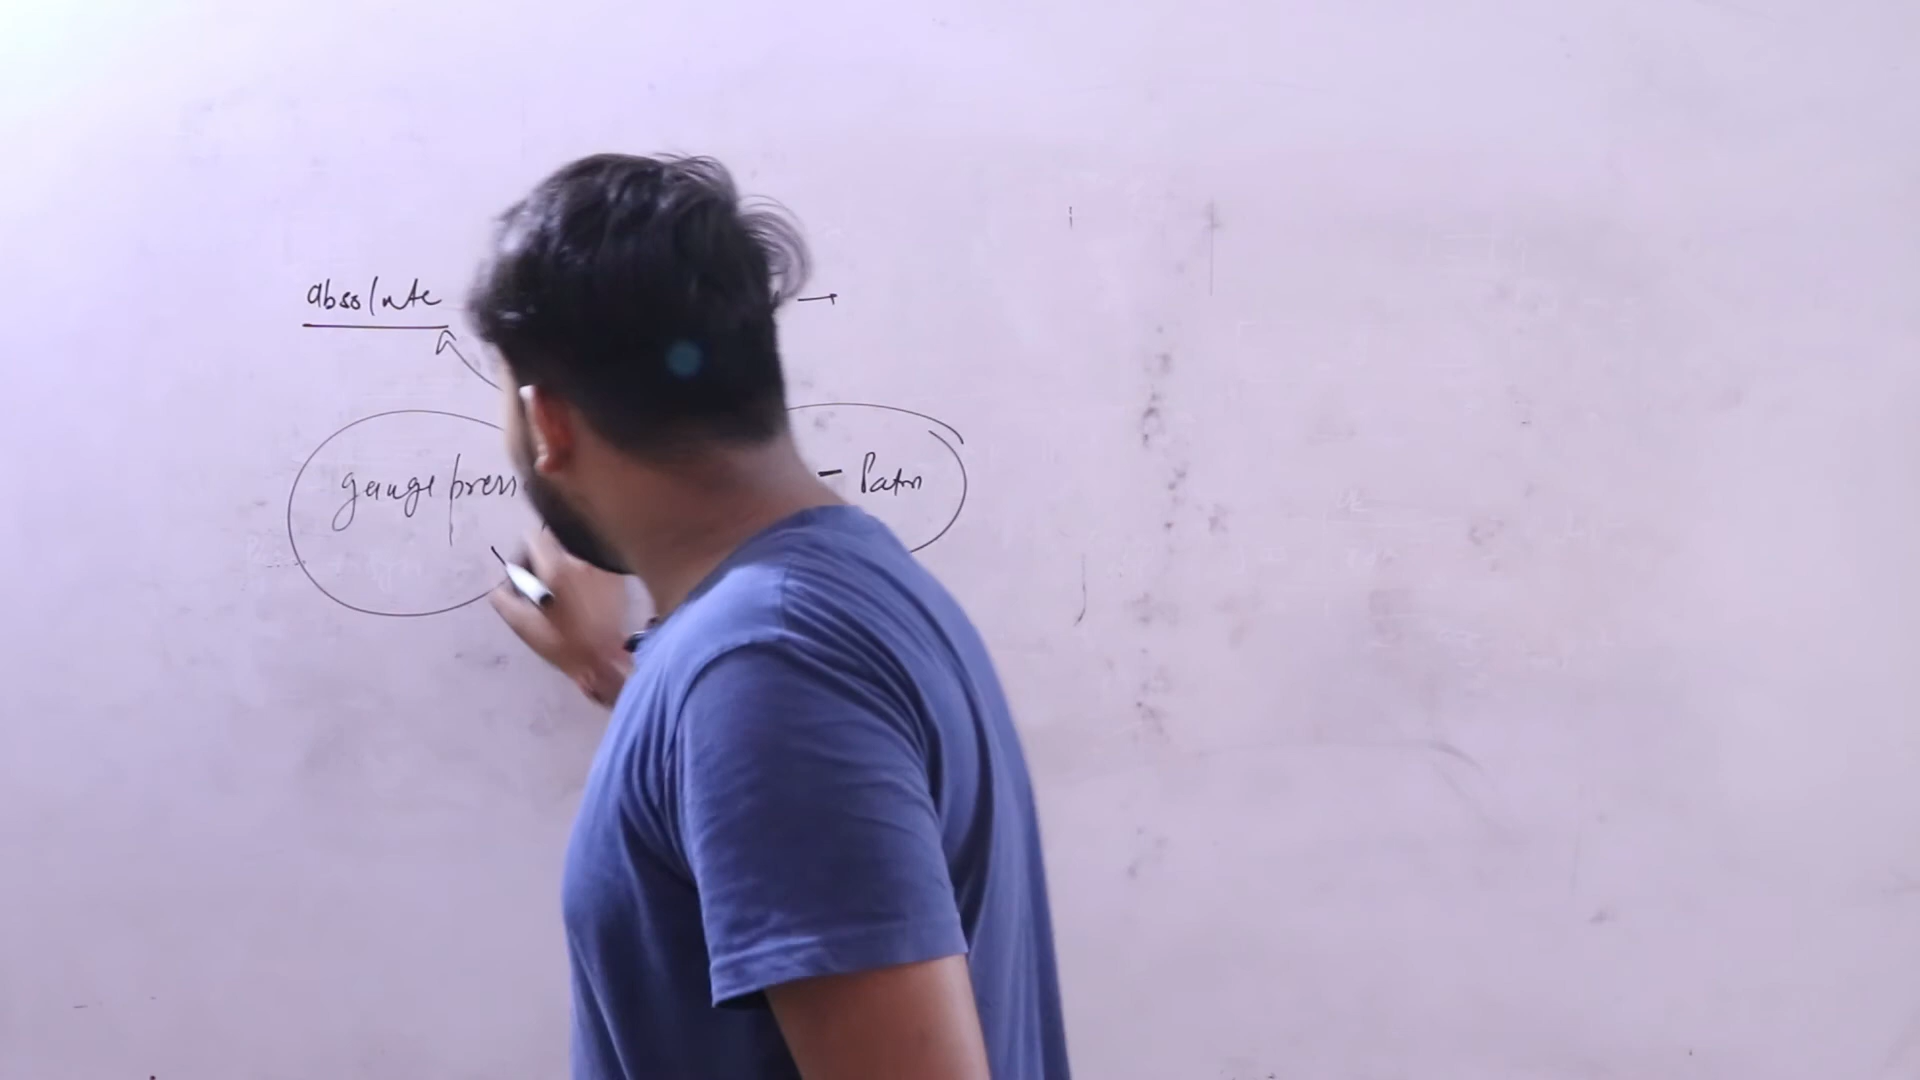 absolute →
gauge press - Patm